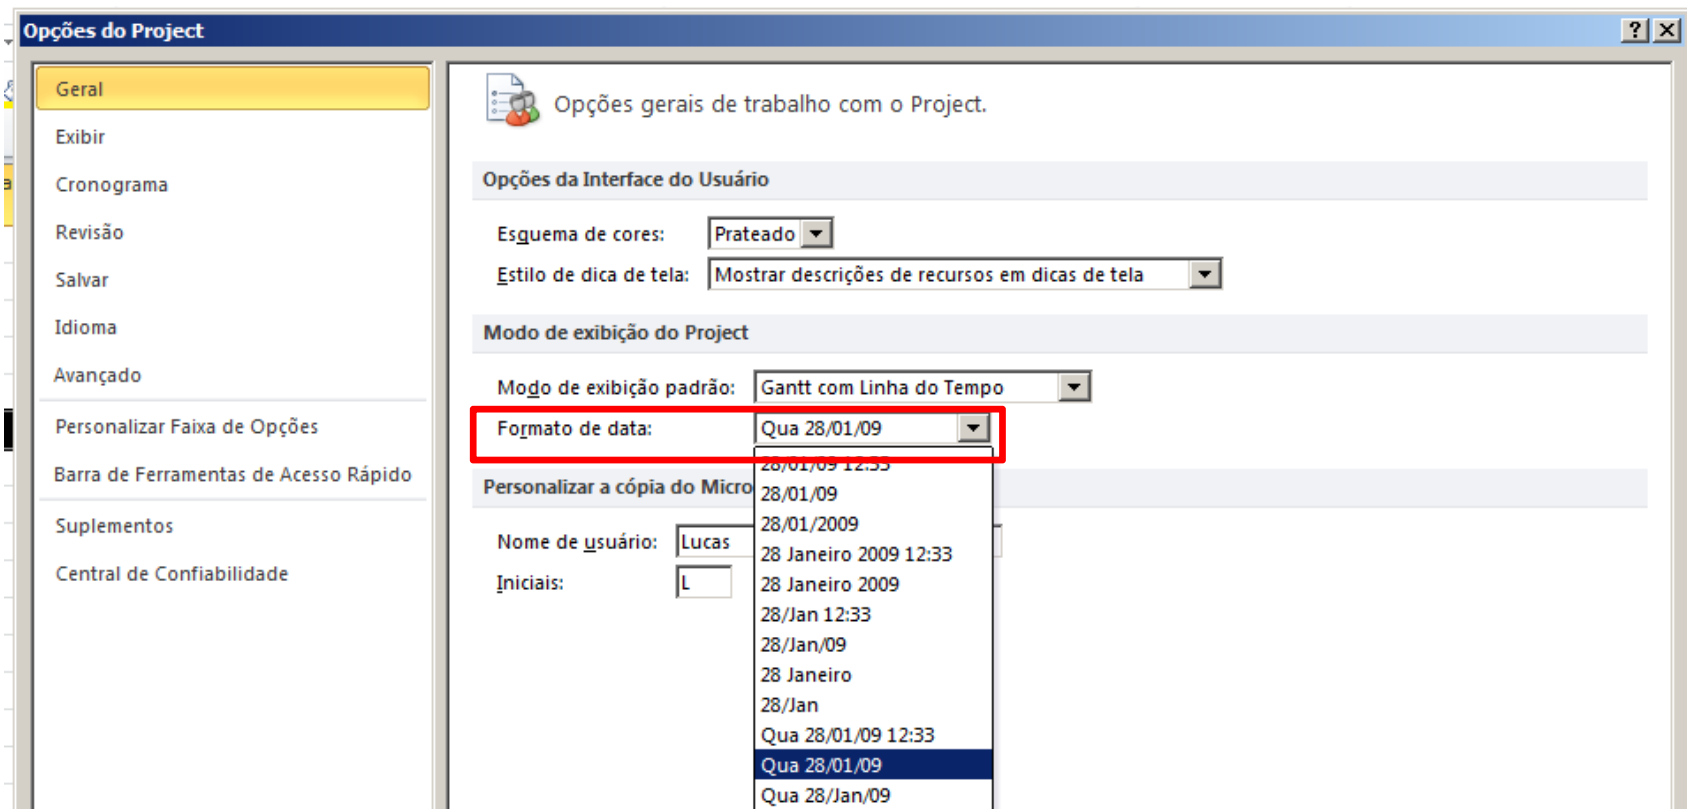 Opções do Project
Geral
Exibir
Cronograma
Revisão
Salvar
Idioma
Avançado
Personalizar Faixa de Opções
Barra de Ferramentas de Acesso Rápido
Suplementos
Central de Confiabilidade
Opções gerais de trabalho com o Project.
Opções da Interface do Usuário
Esquema de cores: Prateado
Estilo de dica de tela: Mostrar descrições de recursos em dicas de tela
Modo de exibição do Project
Modo de exibição padrão: Gantt com Linha do Tempo
Formato de data: Qua 28/01/09
28/01/09 12:33
Personalizar a cópia do Micro
28/01/09
28/01/2009
Nome de usuário: Lucas
28 Janeiro 2009 12:33
Iniciais: L
28 Janeiro 2009
28/Jan 12:33
28/Jan/09
28 Janeiro
28/Jan
Qua 28/01/09 12:33
Qua 28/01/09
Qua 28/Jan/09